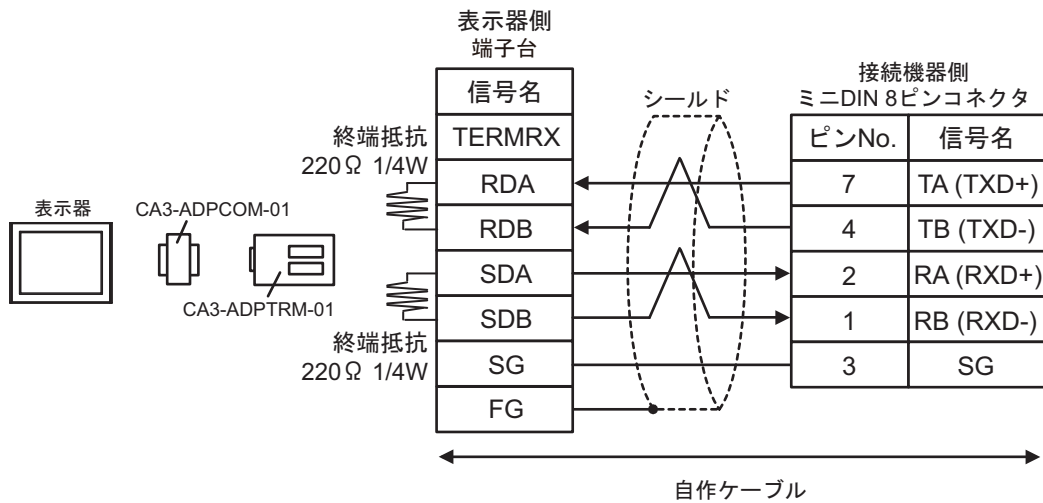 表示器側
端子台
信号名
TERMRX
RDA
RDB
SDA
SDB
SG
FG
終端抵抗
220Ω 1/4W
終端抵抗
220Ω 1/4W
表示器
CA3-ADPCOM-01
CA3-ADPTRM-01
シールド
接続機器側
ミニDIN 8ピンコネクタ
ピンNo. 信号名
7 TA (TXD+)
4 TB (TXD-)
2 RA (RXD+)
1 RB (RXD-)
3 SG
自作ケーブル